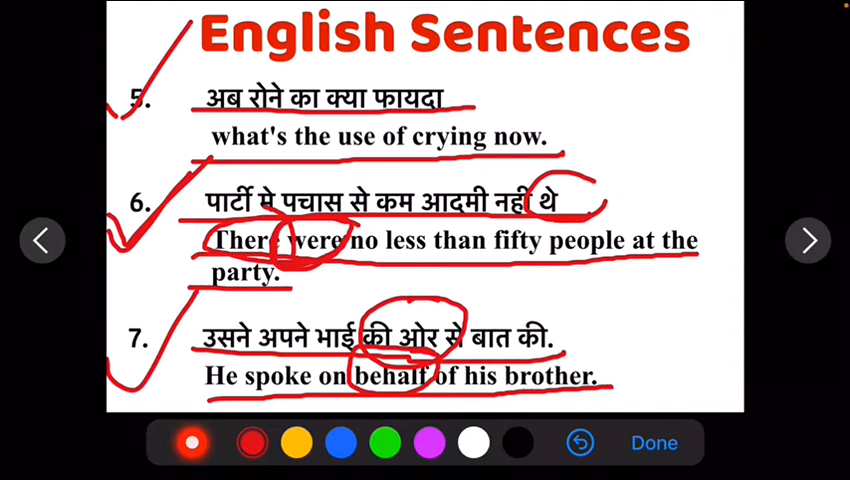 English Sentences
5. अब रोने का क्या फायदा
what's the use of crying now.
6. पार्टी मे पचास से कम आदमी नहीं थे
There were no less than fifty people at the
party.
7. उसने अपने भाई की ओर से बात की.
He spoke on behalf of his brother.
Done